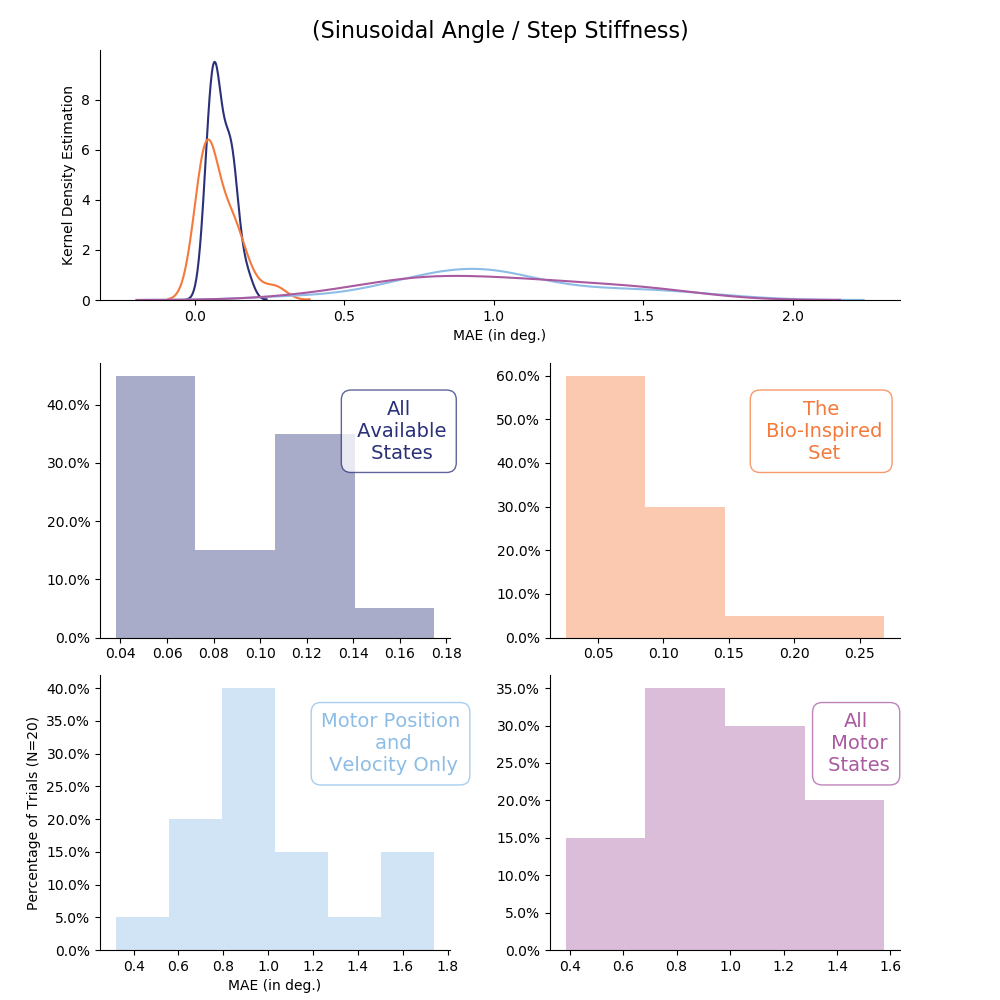 (Sinusoidal Angle / Step Stiffness)
Kernel Density Estimation
8
6
4
2
0
0.0 0.5 1.0 1.5 2.0
MAE (in deg.)
All
Available
States
40.0%
30.0%
20.0%
10.0%
0.0%
0.04 0.06 0.08 0.10 0.12 0.14 0.16 0.18
The
Bio-Inspired
Set
60.0%
50.0%
40.0%
30.0%
20.0%
10.0%
0.0%
0.05 0.10 0.15 0.20 0.25
Motor Position
and
Velocity Only
Percentage of Trials (N=20)
40.0%
35.0%
30.0%
25.0%
20.0%
15.0%
10.0%
5.0%
0.0%
0.4 0.6 0.8 1.0 1.2 1.4 1.6 1.8
MAE (in deg.)
All
Motor
States
35.0%
30.0%
25.0%
20.0%
15.0%
10.0%
5.0%
0.0%
0.4 0.6 0.8 1.0 1.2 1.4 1.6